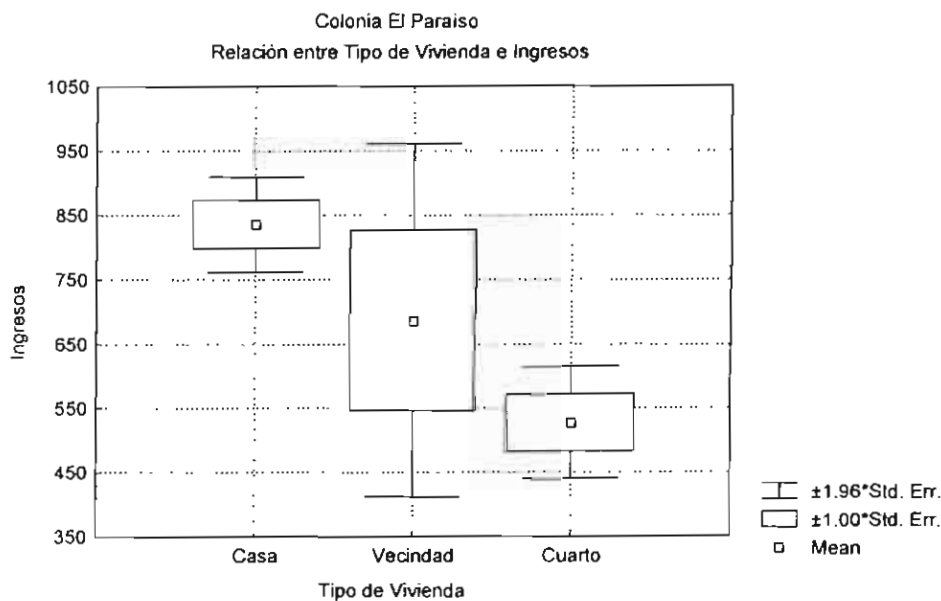 Colonia El Paraiso
Relación entre Tipo de Vivienda e Ingresos
1050
950
850
750
650
550
450
350
Ingresos
Casa
Vecindad
Cuarto
Tipo de Vivienda
±1.96*Std. Err.
±1.00*Std. Err.
Mean